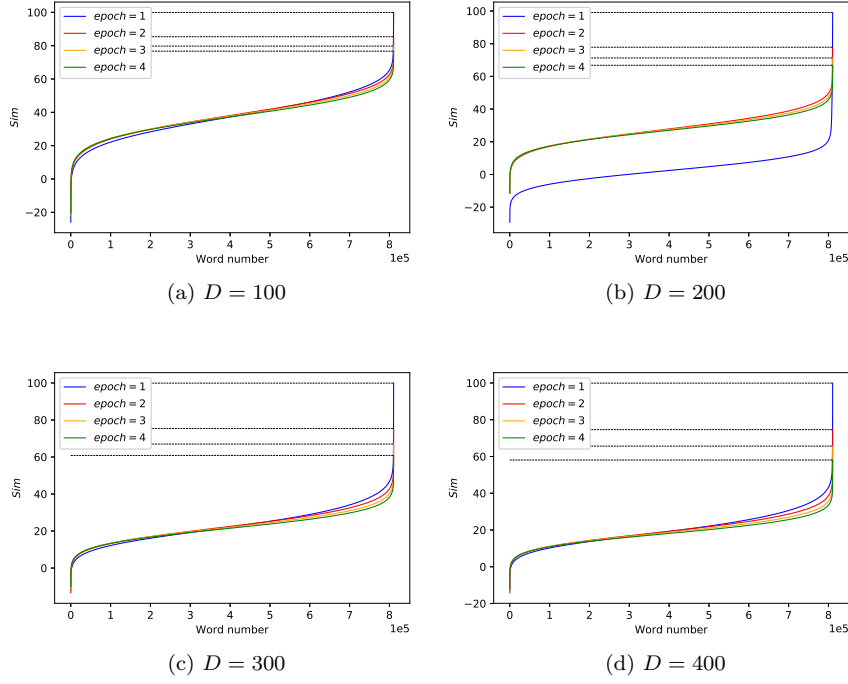 100
80
60
40
20
0
−20
Sim
epoch = 1
epoch = 2
epoch = 3
epoch = 4
0 1 2 3 4 5 6 7 8
Word number
1e5
(a) D = 100
100
80
60
40
20
0
−20
Sim
epoch = 1
epoch = 2
epoch = 3
epoch = 4
0 1 2 3 4 5 6 7 8
Word number
1e5
(b) D = 200
100
80
60
40
20
0
Sim
epoch = 1
epoch = 2
epoch = 3
epoch = 4
0 1 2 3 4 5 6 7 8
Word number
1e5
(c) D = 300
100
80
60
40
20
0
−20
Sim
epoch = 1
epoch = 2
epoch = 3
epoch = 4
0 1 2 3 4 5 6 7 8
Word number
1e5
(d) D = 400